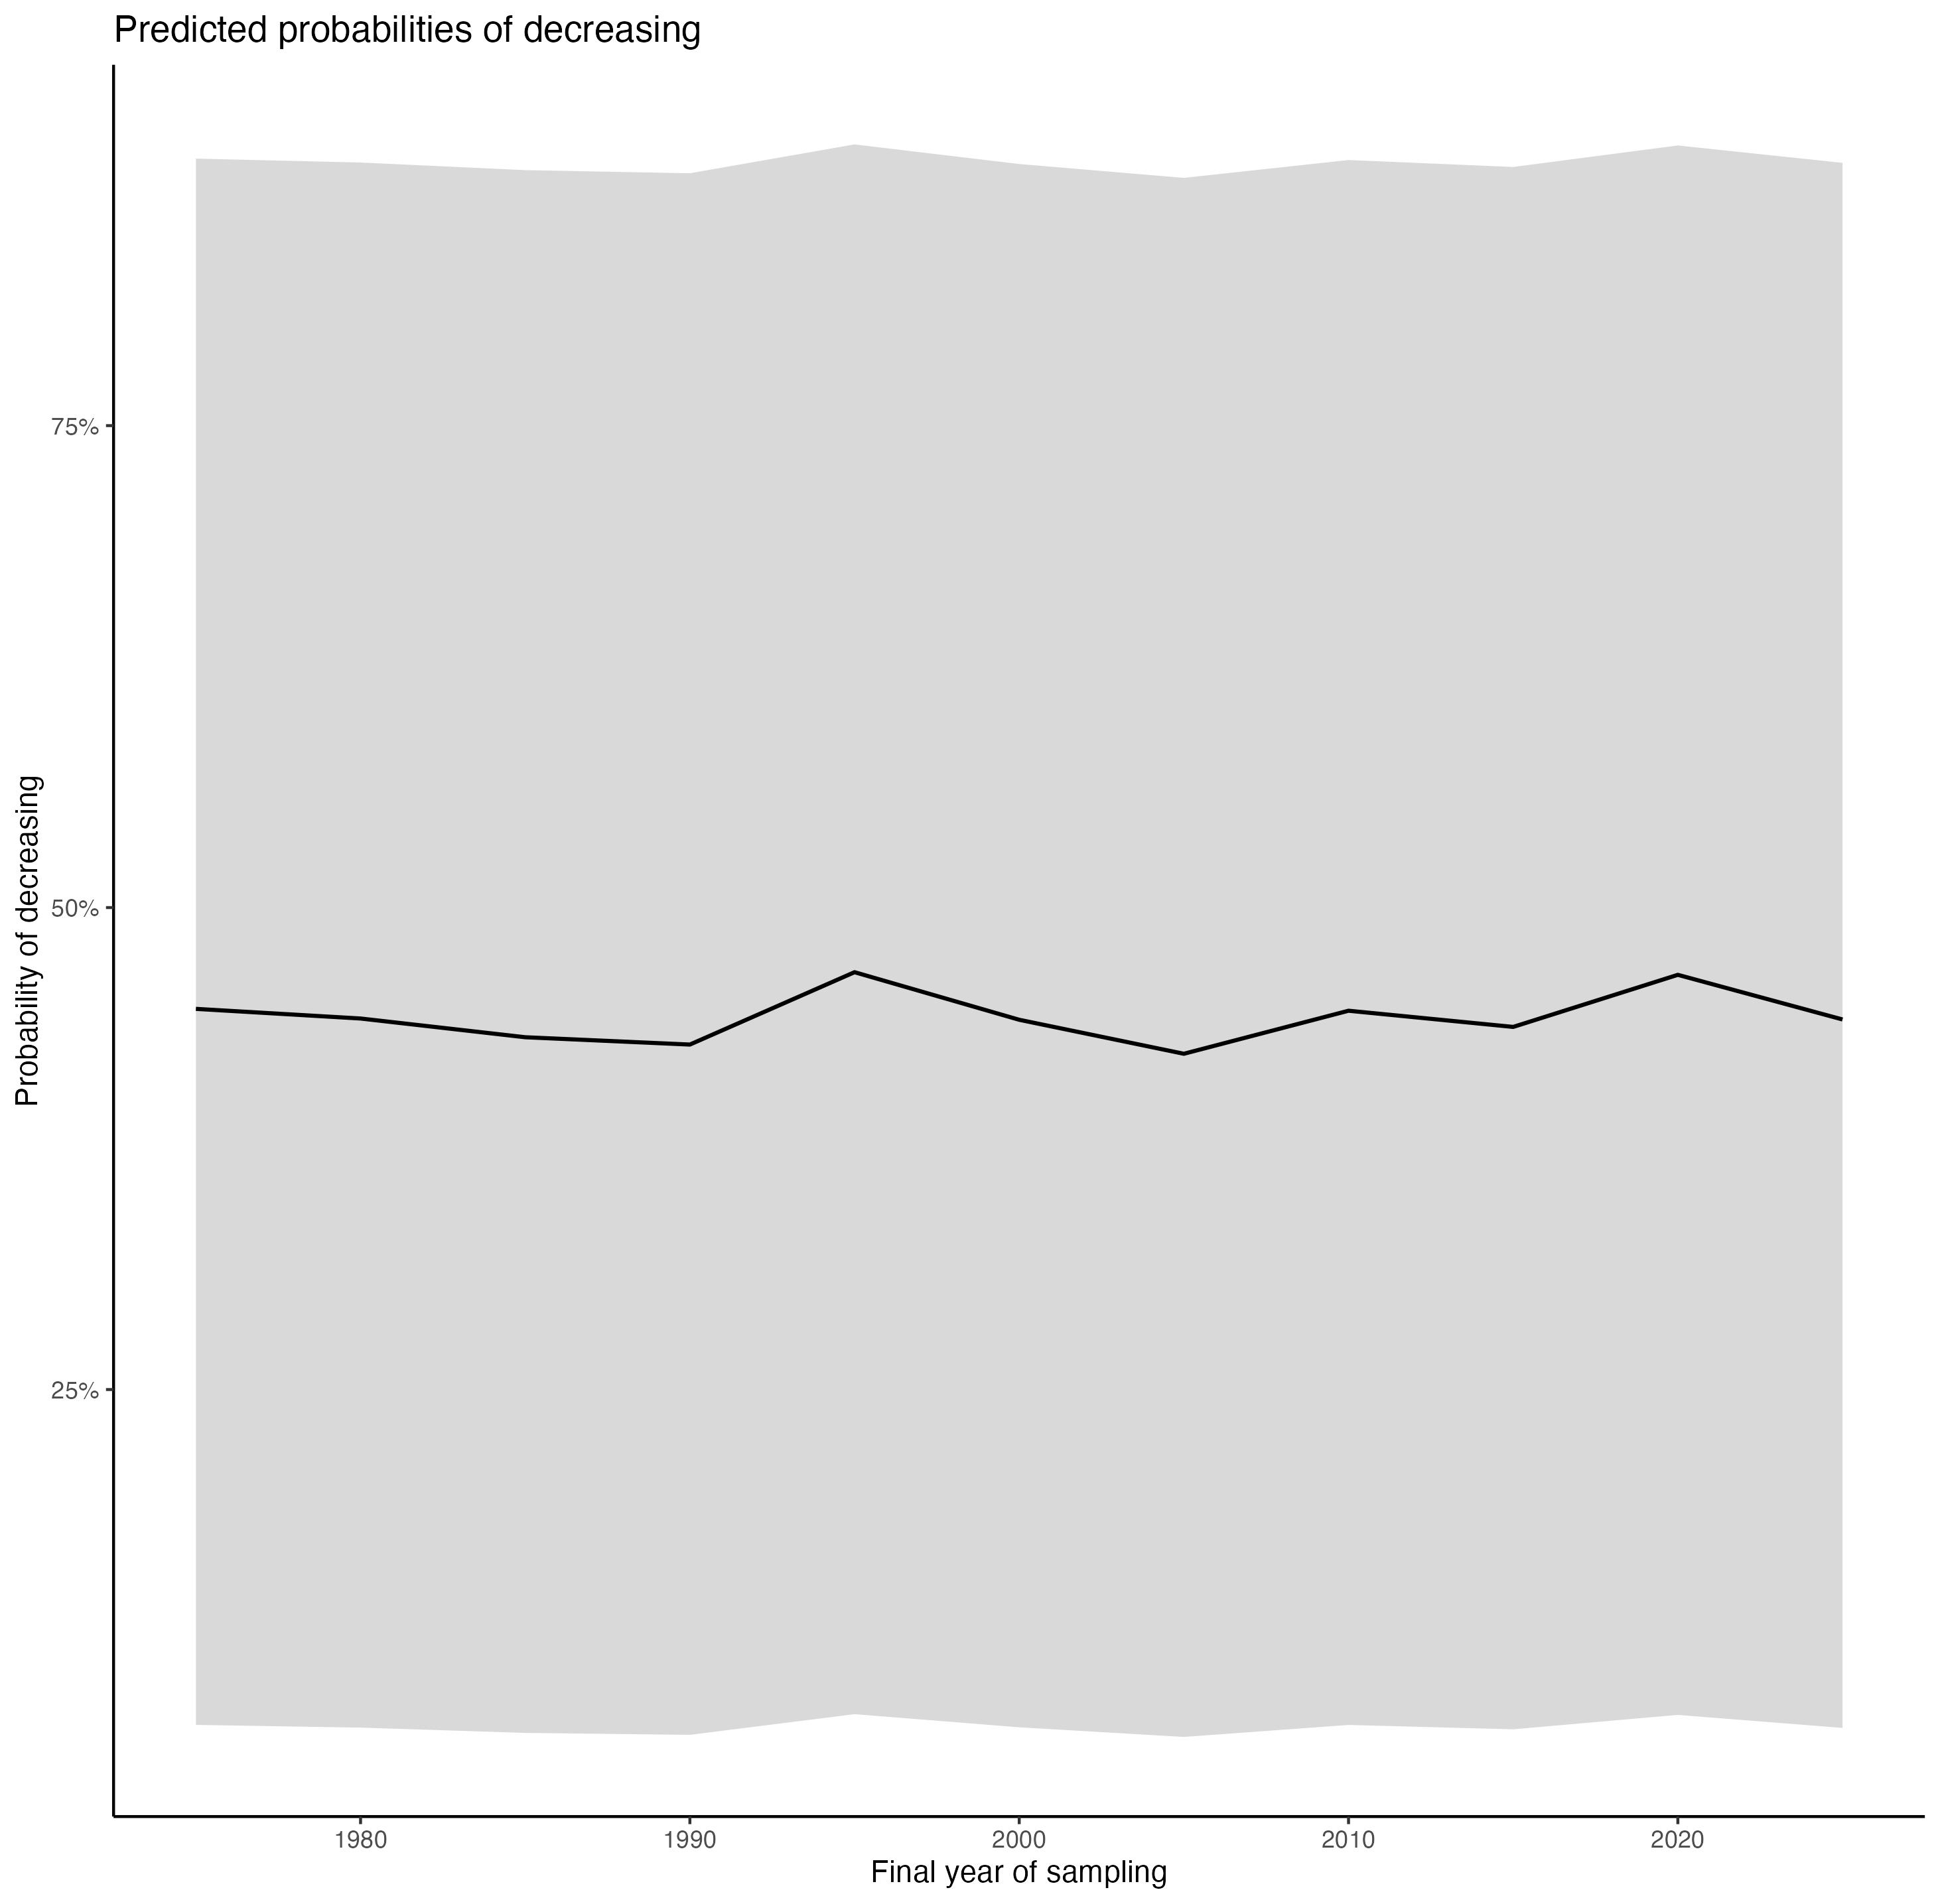 Predicted probabilities of decreasing
Probability of decreasing
75%
50%
25%
1980
1990
2000
2010
2020
Final year of sampling